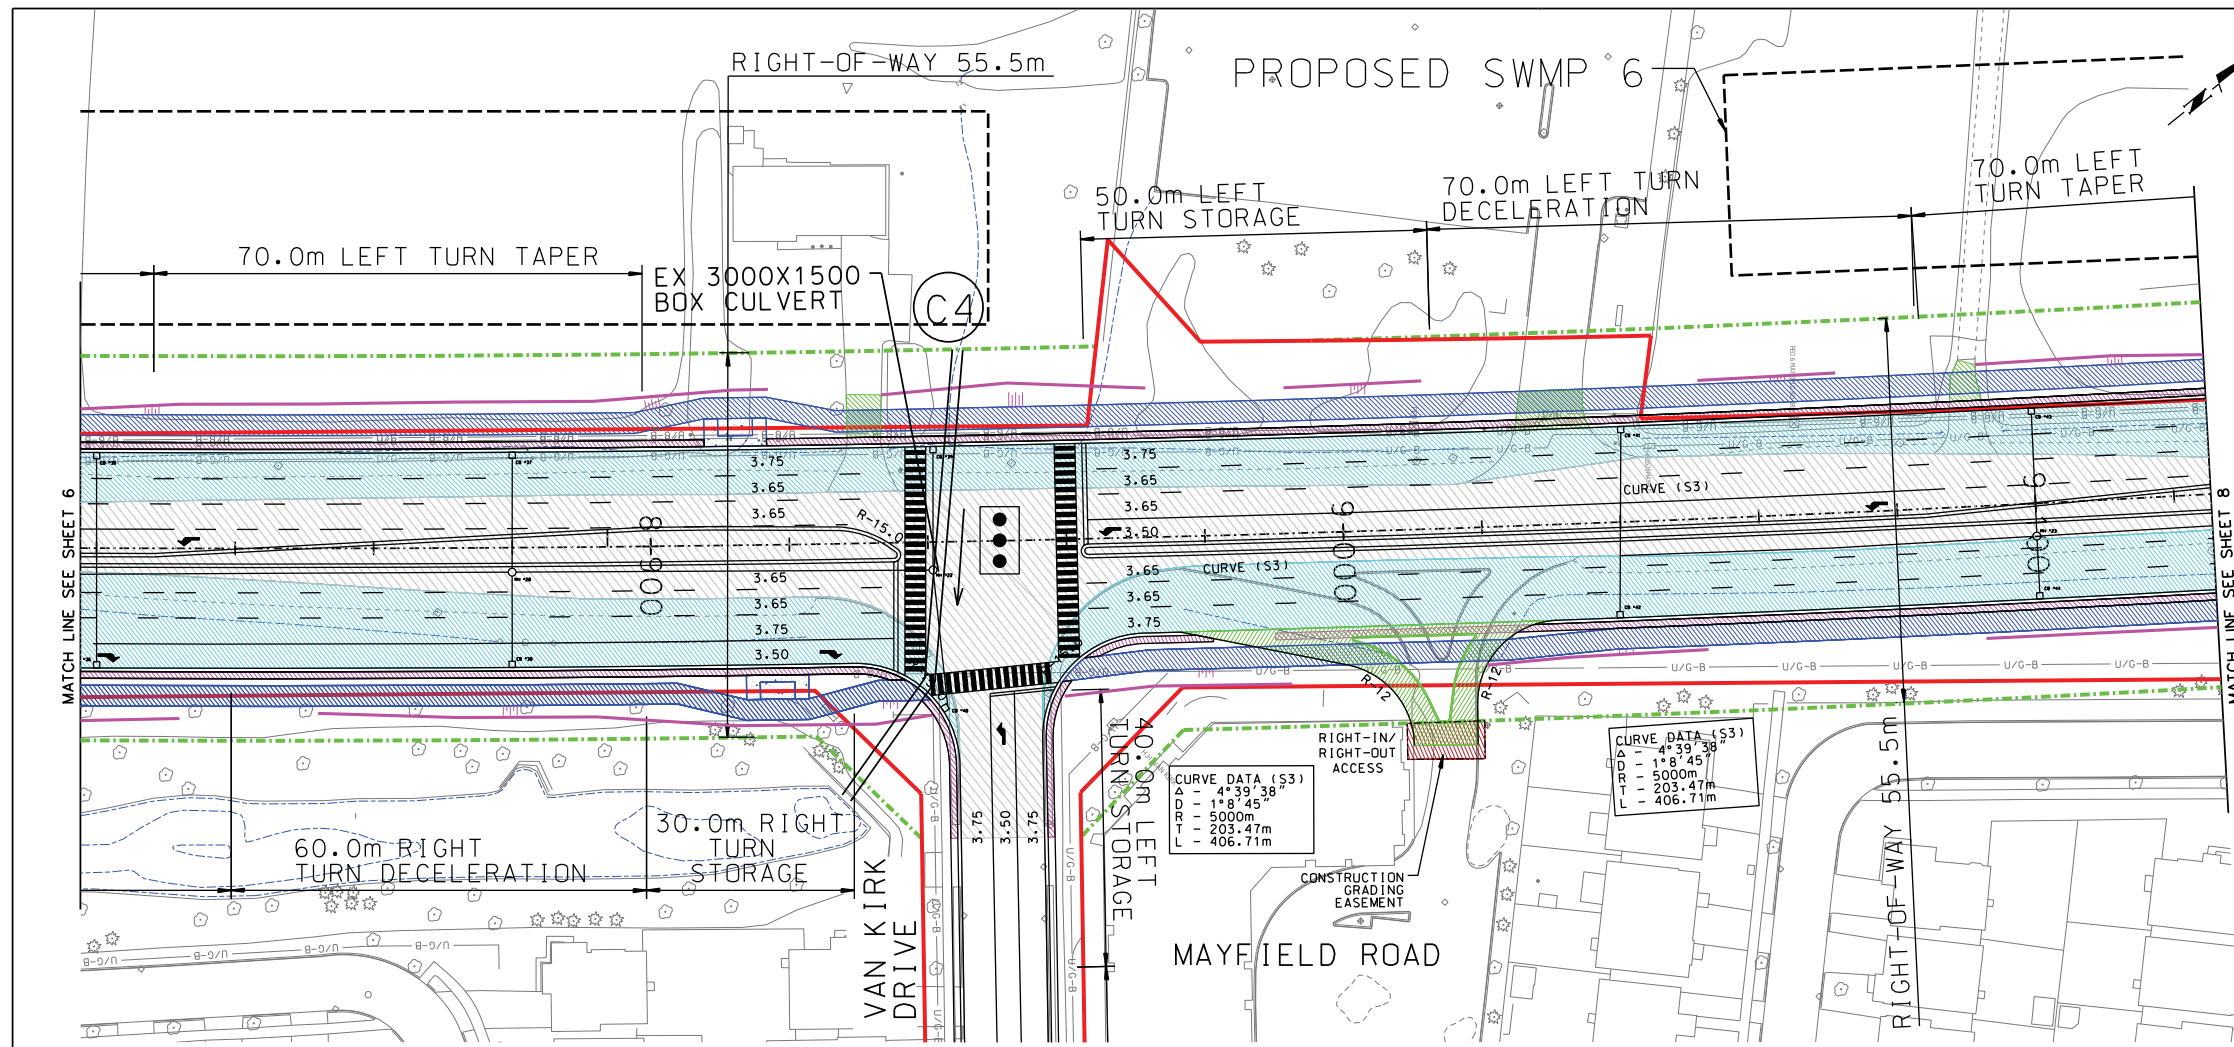 RIGHT-OF-WAY 55.5m
PROPOSED SWMP 6
70.0m LEFT TURN TAPER
EX 3000X1500
BOX CULVERT
C4
50.0m LEFT
TURN STORAGE
70.0m LEFT TURN
DECELERATION
70.0m LEFT
TURN TAPER
MATCH LINE SEE SHEET 6
MATCH LINE SEE SHEET 8
3.75
3.65
3.65
R-15.0
3.65
3.65
3.75
3.50
3.75
3.65
3.65
3.50
3.65
3.65
3.75
CURVE (S3)
CURVE (S3)
8+900
9+000
U/G-B
U/G-B
U/G-B
U/G-B
U/G-B
R-12
R-12
60.0m RIGHT
TURN DECELERATION
30.0m RIGHT
TURN
STORAGE
VAN KIRK
DRIVE
3.75
3.50
3.75
40.0m LEFT
TURN STORAGE
RIGHT-IN/
RIGHT-OUT
ACCESS
CURVE DATA (S3)
Δ - 4°39'38"
D - 1°8'45"
R - 5000m
T - 203.47m
L - 406.71m
CURVE DATA (S3)
Δ - 4°39'38"
D - 1°8'45"
R - 5000m
T - 203.47m
L - 406.71m
CONSTRUCTION
GRADING
EASEMENT
MAYFIELD ROAD
RIGHT-OF-WAY 55.5m